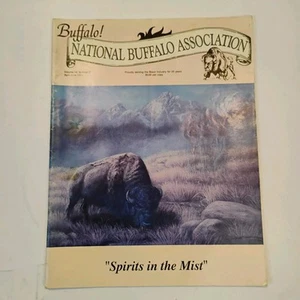 Buffalo!
NATIONAL BUFFALO ASSOCIATION
"Spirits in the Mist"